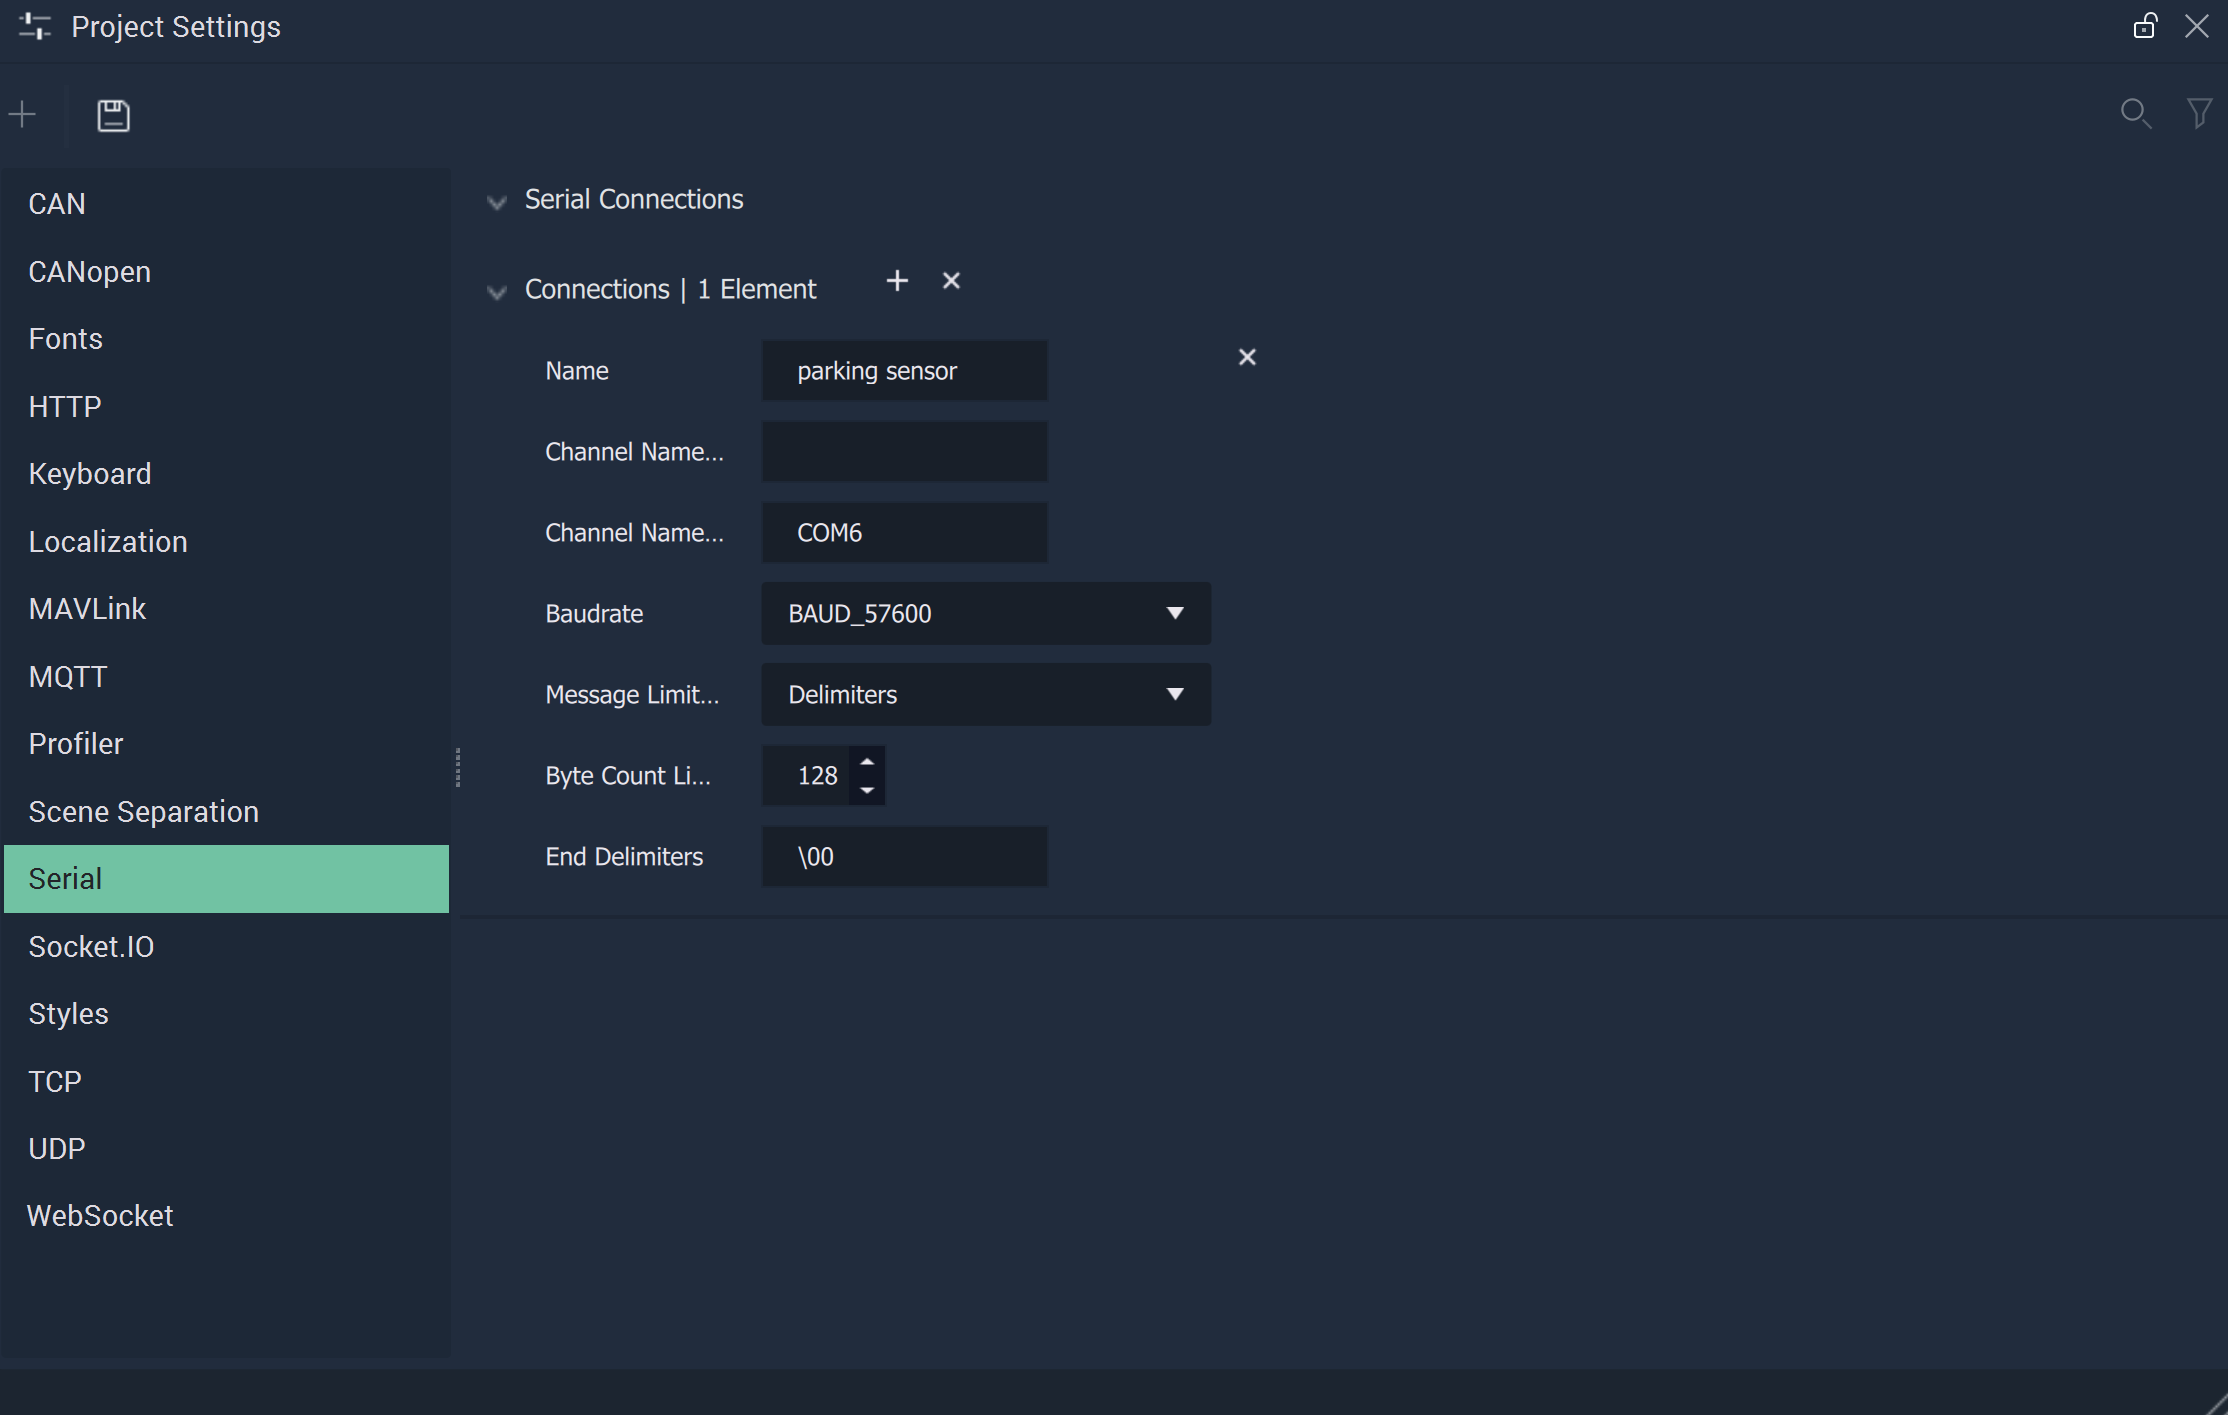 Project Settings
CAN
CANopen
Fonts
HTTP
Keyboard
Localization
MAVLink
MQTT
Profiler
Scene Separation
Serial
Socket.IO
Styles
TCP
UDP
WebSocket
Serial Connections
Connections | 1 Element
Name parking sensor
Channel Name...
Channel Name... COM6
Baudrate BAUD_57600
Message Limit... Delimiters
Byte Count Li... 128
End Delimiters \00